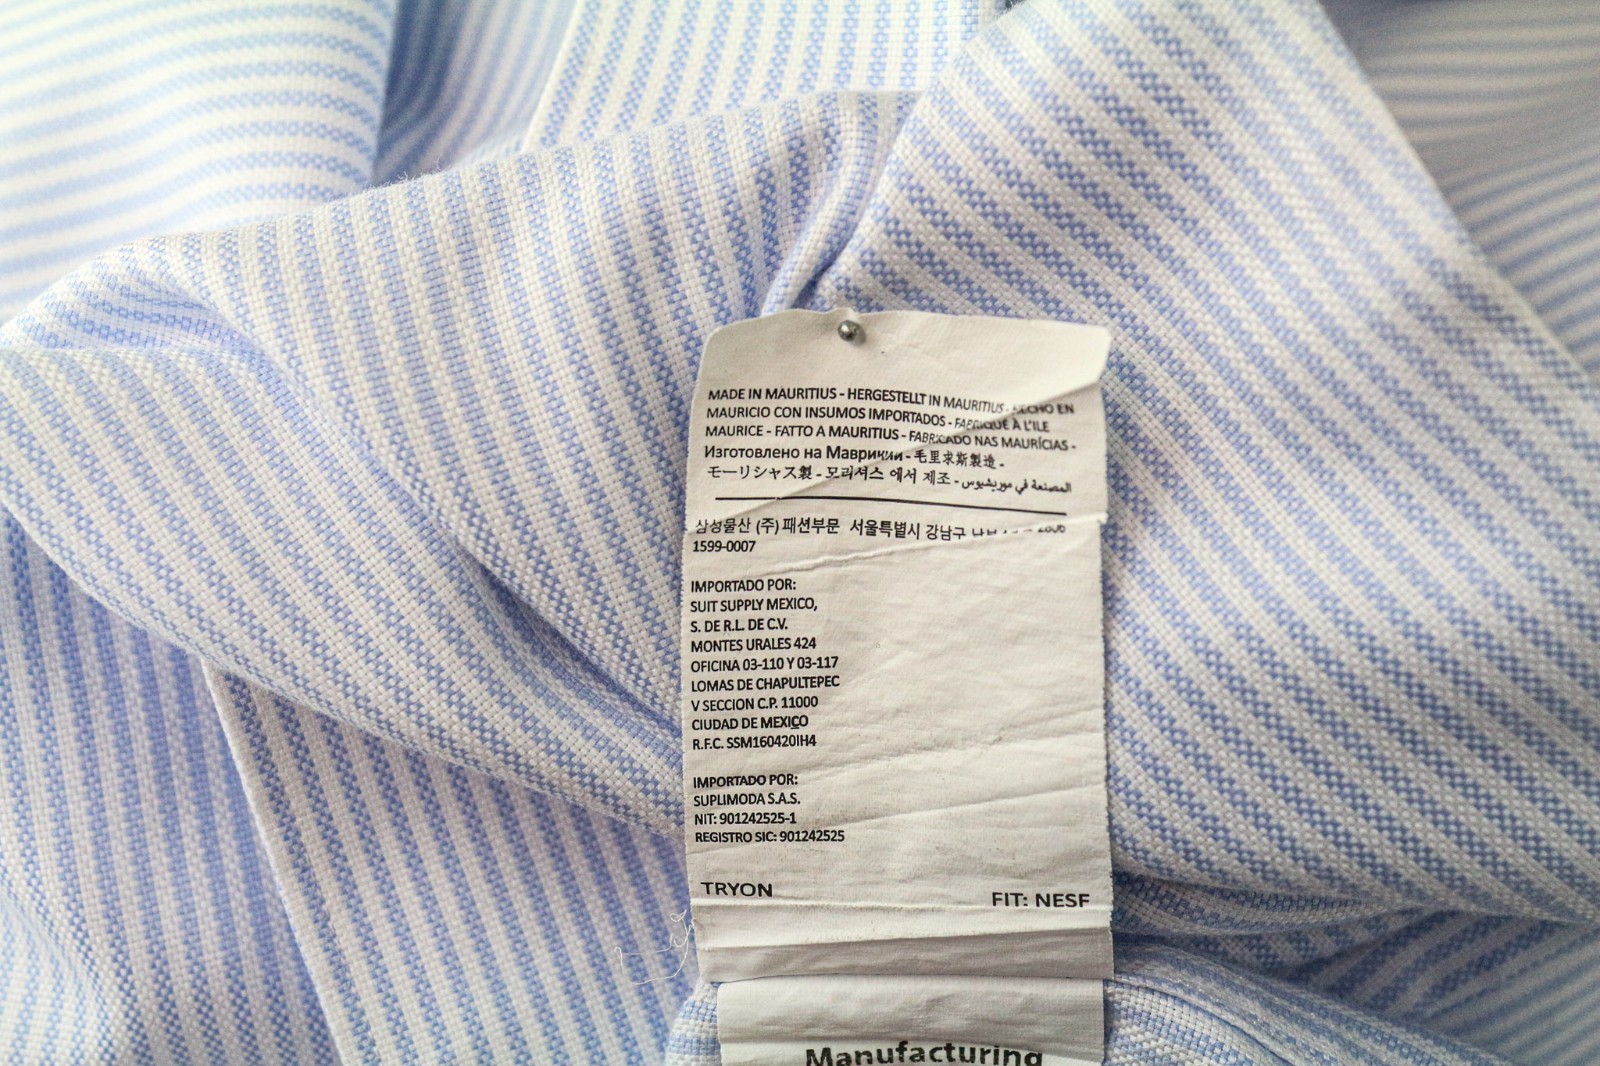 MADE IN MAURITIUS - HERGESTELLT IN MAURITIUS - HECHO EN
MAURICIO CON INSUMOS IMPORTADOS - FABRIQUÉ À L'ILE
MAURICE - FATTO A MAURITIUS - FABRICADO NAS MAURÍCIAS -
Изготовлено на Маврикии - 毛里求斯製造 -
モーリシャス製 - 모리셔스 에서 제조 - المصنعة في موريشيوس
삼성물산 (주) 패션부문 서울특별시 강남구 2806
1599-0007
IMPORTADO POR:
SUIT SUPPLY MEXICO,
S. DE R.L. DE C.V.
MONTES URALES 424
OFICINA 03-110 Y 03-117
LOMAS DE CHAPULTEPEC
V SECCION C.P. 11000
CIUDAD DE MEXICO
R.F.C. SSM160420IH4
IMPORTADO POR:
SUPLIMODA S.A.S.
NIT: 901242525-1
REGISTRO SIC: 901242525
TRYON FIT: NESF
Manufacturing